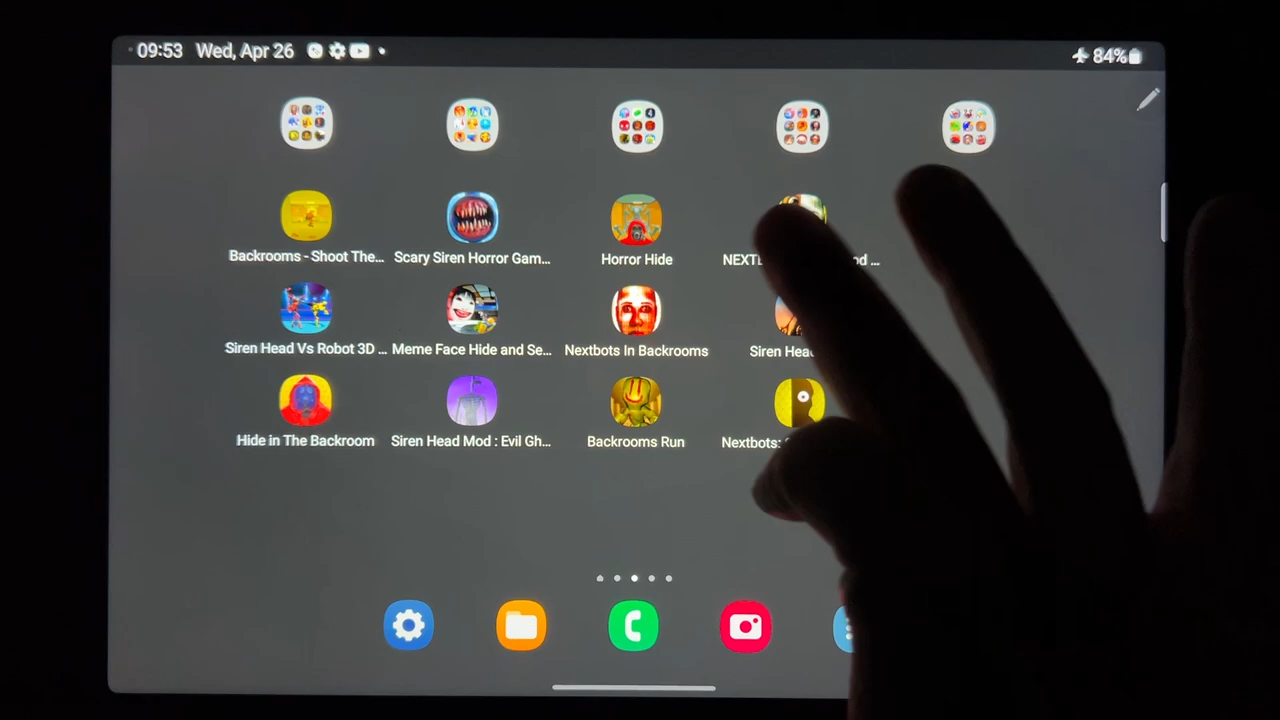 09:53 Wed, Apr 26 84%
Backrooms - Shoot The... Scary Siren Horror Gam... Horror Hide
Siren Head Vs Robot 3D ... Meme Face Hide and Se... Nextbots In Backrooms Siren
Hide in The Backroom Siren Head Mod : Evil Gh... Backrooms Run Nextbots: